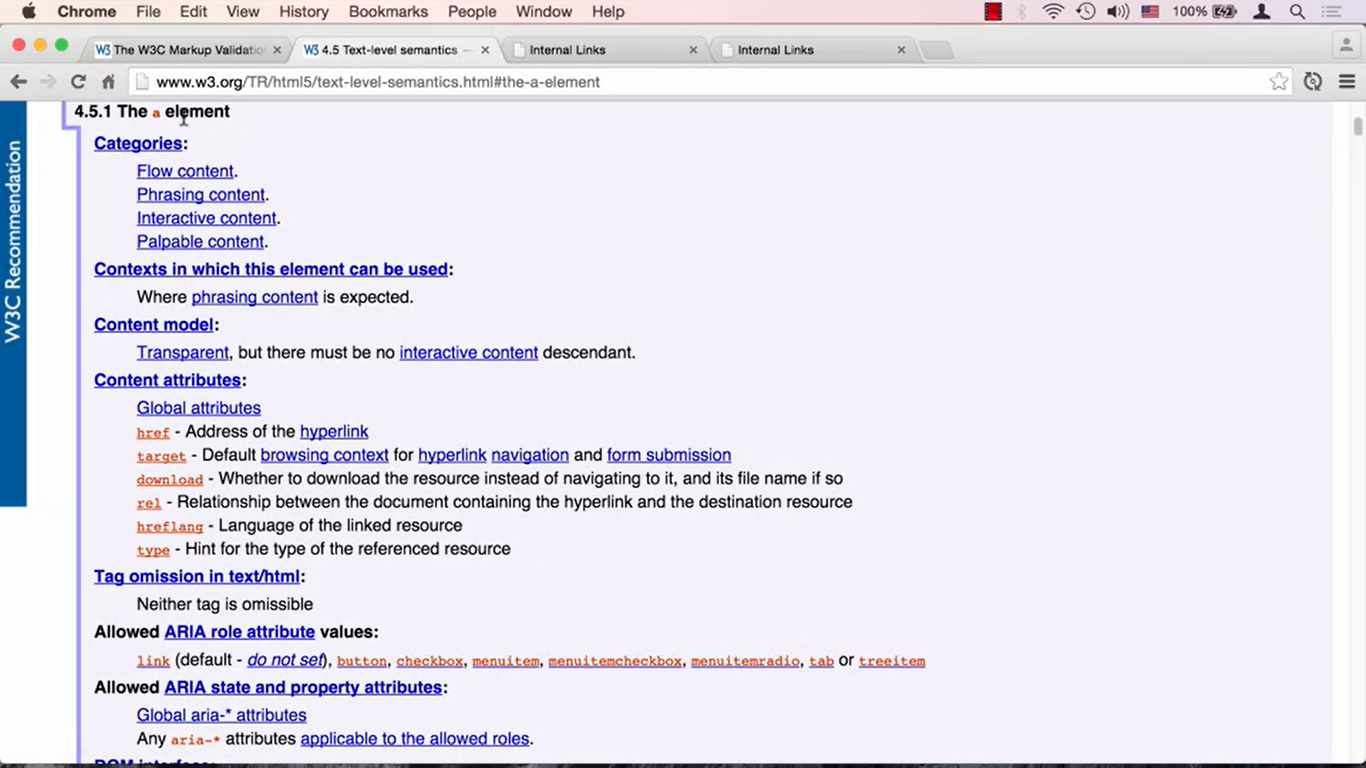 Chrome File Edit View History Bookmarks People Window Help 100%
The W3C Markup Validatio 4.5 Text-level semantics — Internal Links Internal Links
www.w3.org/TR/html5/text-level-semantics.html#the-a-element
W3C Recommendation
4.5.1 The a element
Categories:
Flow content.
Phrasing content.
Interactive content.
Palpable content.
Contexts in which this element can be used:
Where phrasing content is expected.
Content model:
Transparent, but there must be no interactive content descendant.
Content attributes:
Global attributes
href - Address of the hyperlink
target - Default browsing context for hyperlink navigation and form submission
download - Whether to download the resource instead of navigating to it, and its file name if so
rel - Relationship between the document containing the hyperlink and the destination resource
hreflang - Language of the linked resource
type - Hint for the type of the referenced resource
Tag omission in text/html:
Neither tag is omissible
Allowed ARIA role attribute values:
link (default - do not set), button, checkbox, menuitem, menuitemcheckbox, menuitemradio, tab or treeitem
Allowed ARIA state and property attributes:
Global aria-* attributes
Any aria-* attributes applicable to the allowed roles.
DOM interface: